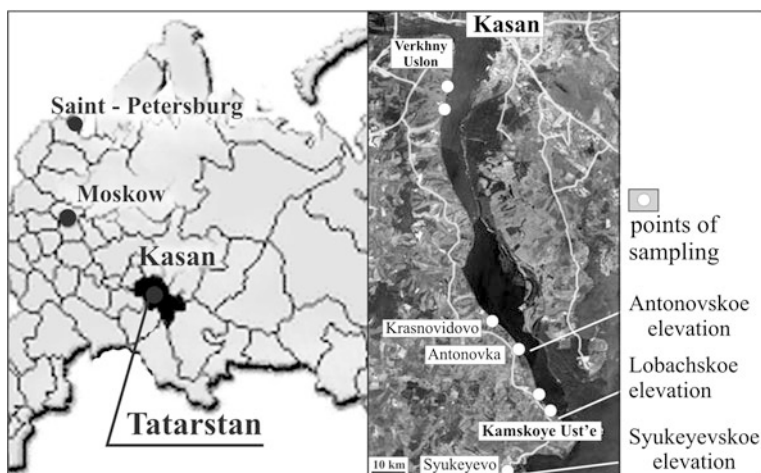 Saint - Petersburg
Moskow
Kasan
Tatarstan
Kasan
Verkhny
Uslon
Krasnovidovo
Antonovka
Kamskoye Ust'e
Syukeyevo
10 km
points of
sampling
Antonovskoe
elevation
Lobachskoe
elevation
Syukeyevskoe
elevation